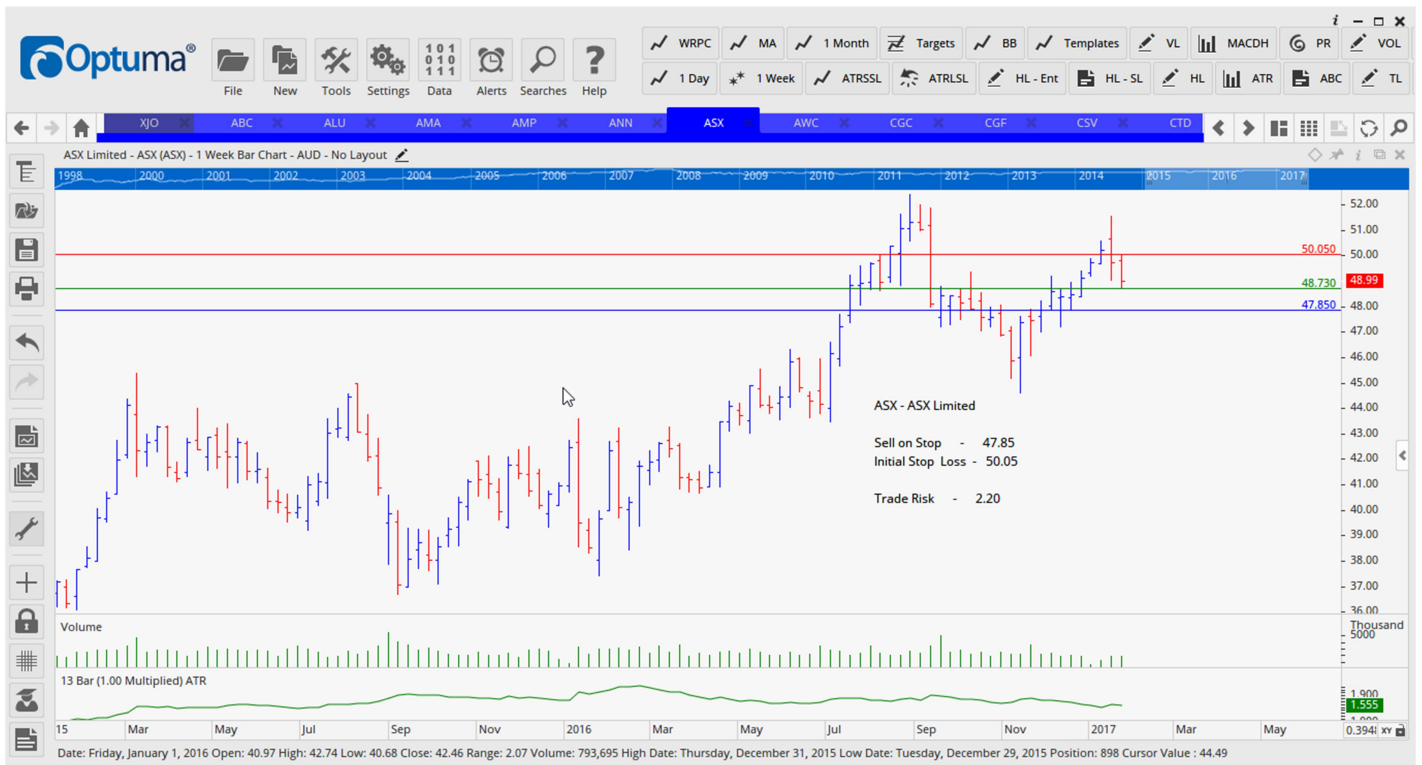 i
Optuma®
WRPC MA 1 Month Targets BB Templates VL MACDH PR VOL
File New Tools Settings Data Alerts Searches Help
1 Day 1 Week ATRSSL ATRLSL HL - Ent HL - SL HL ATR ABC TL
XJO ABC ALU AMA AMP ANN ASX AWC CGC CGF CSV CTD
ASX Limited - ASX (ASX) - 1 Week Bar Chart - AUD - No Layout
1998 2000 2001 2002 2003 2004 2005 2006 2007 2008 2009 2010 2011 2012 2013 2014 2015 2016 2017
52.00
51.00
50.050 50.00
48.730 48.99
47.850 48.00
47.00
46.00
45.00
44.00
43.00
42.00
41.00
40.00
39.00
38.00
37.00
36.00
ASX - ASX Limited
Sell on Stop - 47.85
Initial Stop Loss - 50.05
Trade Risk - 2.20
Volume
Thousand
5000
13 Bar (1.00 Multiplied) ATR
1.900
1.555
15 Mar May Jul Sep Nov 2016 Mar May Jul Sep Nov 2017 Mar May XY
Date: Friday, January 1, 2016 Open: 40.97 High: 42.74 Low: 40.68 Close: 42.46 Range: 2.07 Volume: 793,695 High Date: Thursday, December 31, 2015 Low Date: Tuesday, December 29, 2015 Position: 898 Cursor Value : 44.49